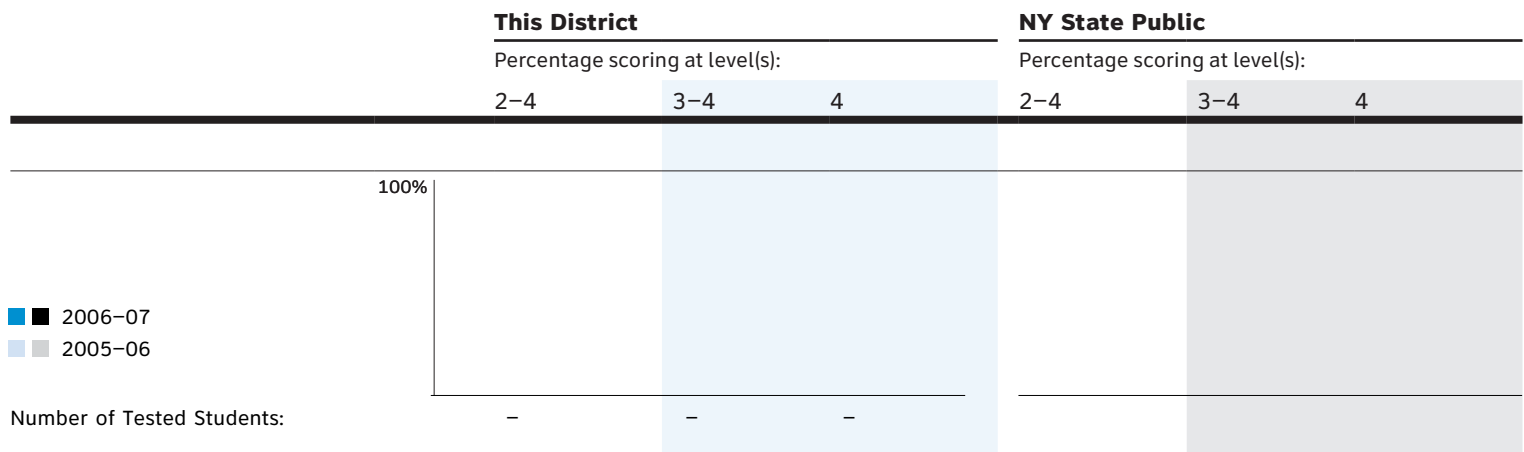 This District NY State Public
Percentage scoring at level(s): Percentage scoring at level(s):
2–4 3–4 4 2–4 3–4 4
100%
2006–07
2005–06
Number of Tested Students: – – –